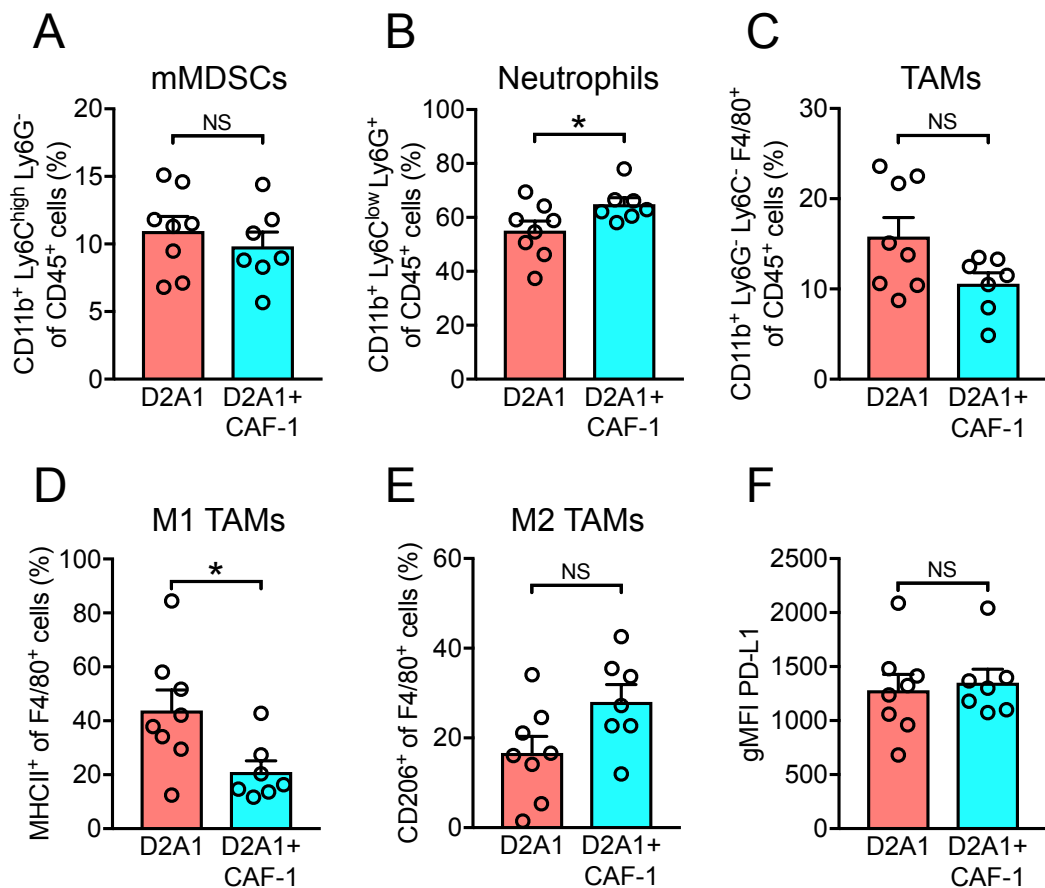 A
mMDSCs
CD11b⁺ Ly6Cʰⁱᵍʰ Ly6G⁻
of CD45⁺ cells (%)
20
15
10
5
0
NS
D2A1
D2A1+
CAF-1
B
Neutrophils
CD11b⁺ Ly6Cˡᵒʷ Ly6G⁺
of CD45⁺ cells (%)
100
80
60
40
20
0
*
D2A1
D2A1+
CAF-1
C
TAMs
CD11b⁺ Ly6G⁻ Ly6C⁻ F4/80⁺
of CD45⁺ cells (%)
30
20
10
0
NS
D2A1
D2A1+
CAF-1
D
M1 TAMs
MHCII⁺ of F4/80⁺ cells (%)
100
80
60
40
20
0
*
D2A1
D2A1+
CAF-1
E
M2 TAMs
CD206⁺ of F4/80⁺ cells (%)
60
40
20
0
NS
D2A1
D2A1+
CAF-1
F
gMFI PD-L1
2500
2000
1500
1000
500
0
NS
D2A1
D2A1+
CAF-1